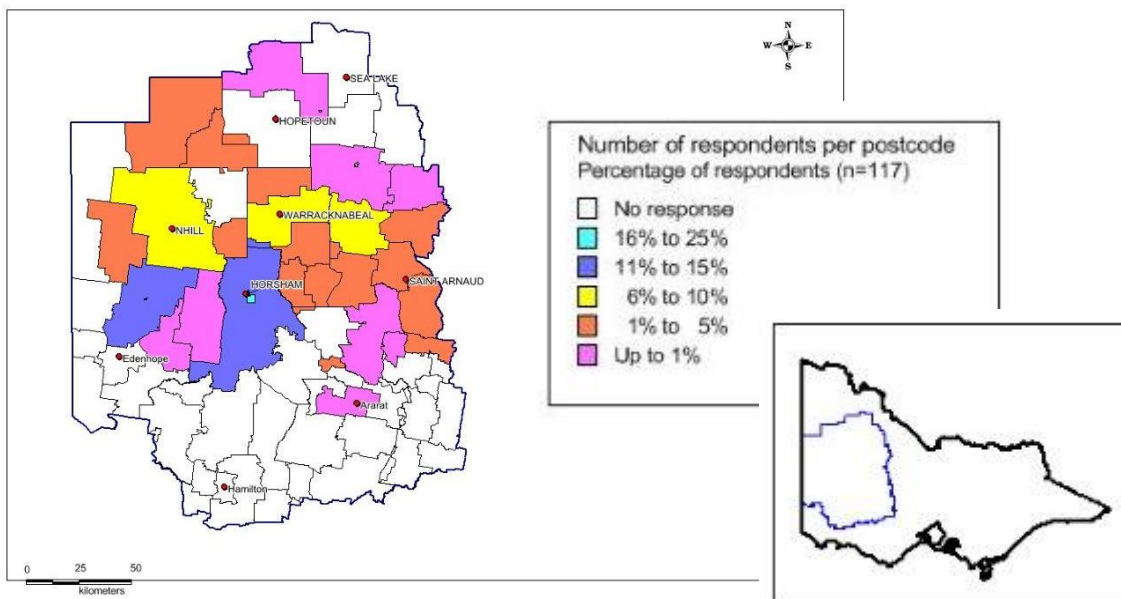 N
W E
S
SEA LAKE
HOPETOUN
WARRACKNABEAL
NHILL
SAINT ARNAUD
HORSHAM
Edenhope
Ararat
Hamilton
0 25 50
kilometers
Number of respondents per postcode
Percentage of respondents (n=117)
No response
16% to 25%
11% to 15%
6% to 10%
1% to 5%
Up to 1%